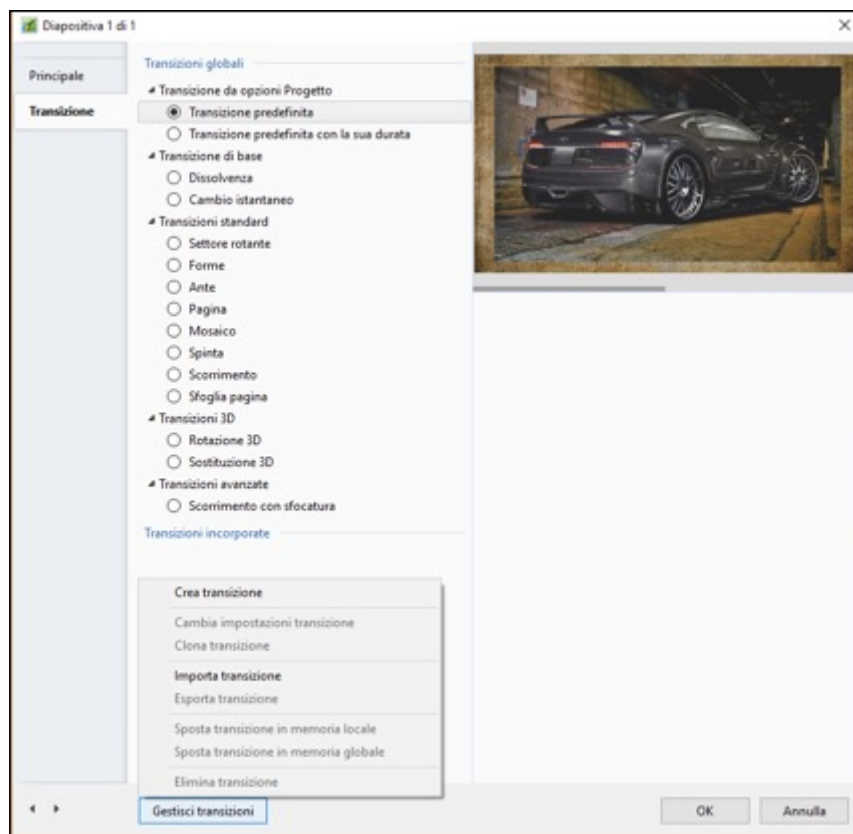 Diapositiva 1 di 1
Principale
Transizione
Transizioni globali
Transizione da opzioni Progetto
Transizione predefinita
Transizione predefinita con la sua durata
Transizione di base
Dissolvenza
Cambio istantaneo
Transizioni standard
Settore rotante
Forme
Ante
Pagina
Mosaico
Spinta
Scorrimento
Sfoglia pagina
Transizioni 3D
Rotazione 3D
Sostituzione 3D
Transizioni avanzate
Scorrimento con sfocatura
Transizioni incorporate
Crea transizione
Cambia impostazioni transizione
Clona transizione
Importa transizione
Esporta transizione
Sposta transizione in memoria locale
Sposta transizione in memoria globale
Elimina transizione
Gestisci transizioni
OK
Annulla